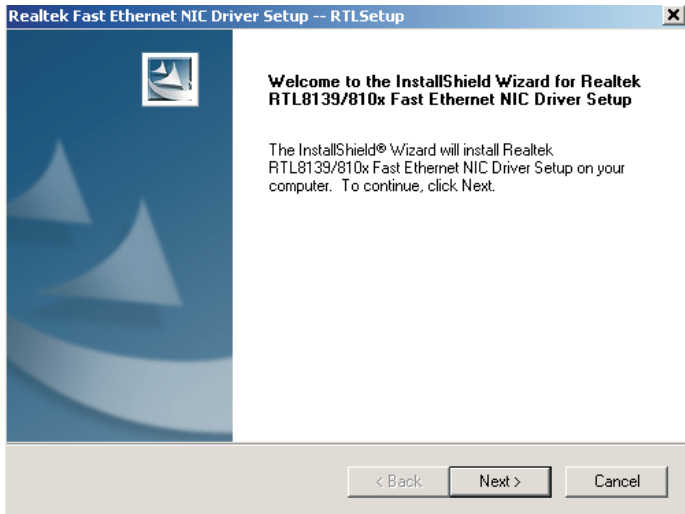 Realtek Fast Ethernet NIC Driver Setup -- RTLSetup
Welcome to the InstallShield Wizard for Realtek
RTL8139/810x Fast Ethernet NIC Driver Setup
The InstallShield® Wizard will install Realtek
RTL8139/810x Fast Ethernet NIC Driver Setup on your
computer. To continue, click Next.
< Back Next > Cancel